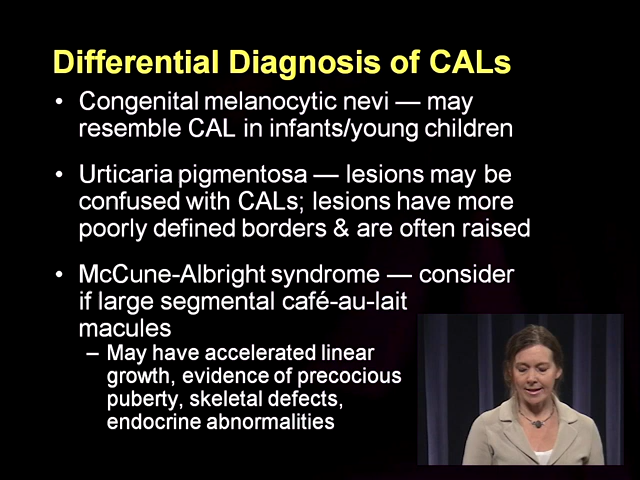 Differential Diagnosis of CALs
• Congenital melanocytic nevi — may
resemble CAL in infants/young children
• Urticaria pigmentosa — lesions may be
confused with CALs; lesions have more
poorly defined borders & are often raised
• McCune-Albright syndrome — consider
if large segmental café-au-lait
macules
– May have accelerated linear
growth, evidence of precocious
puberty, skeletal defects,
endocrine abnormalities